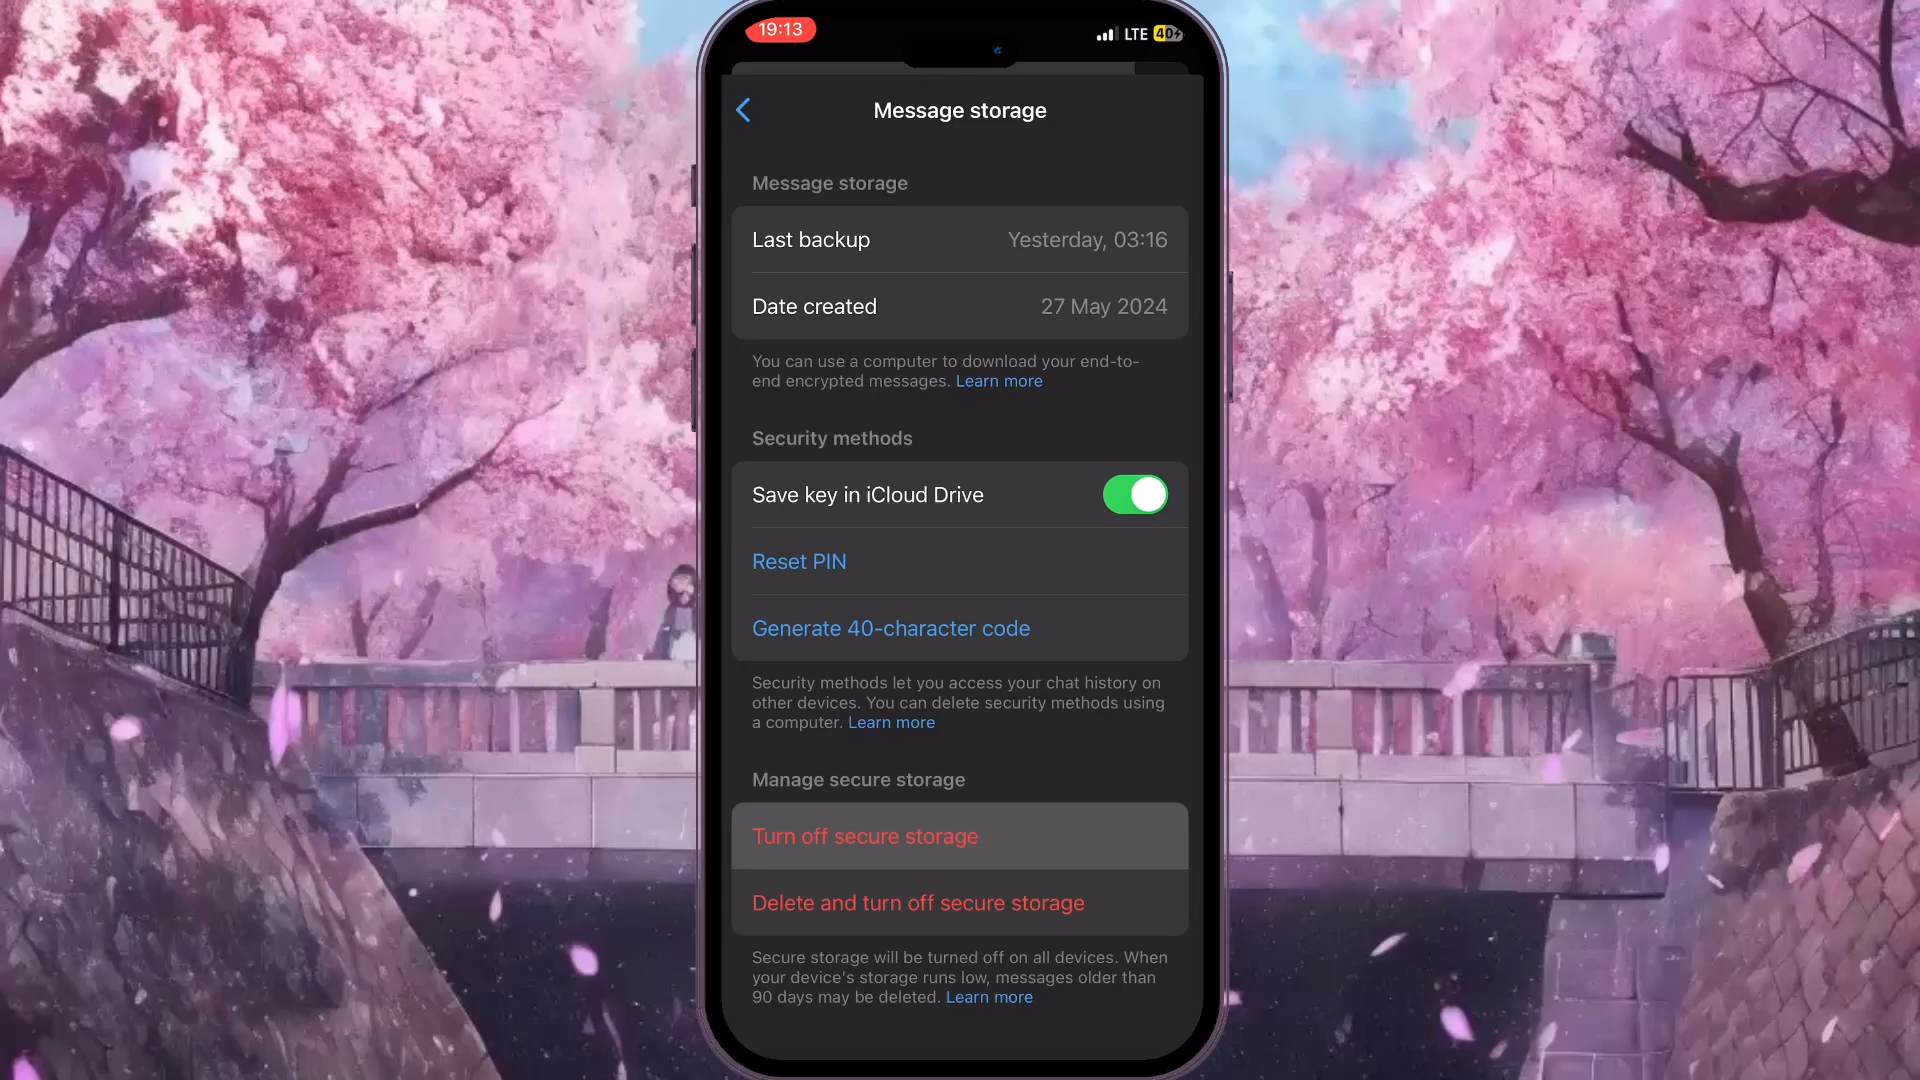 19:13
LTE 40
Message storage
Message storage
Last backup Yesterday, 03:16
Date created 27 May 2024
You can use a computer to download your end-to-
end encrypted messages. Learn more
Security methods
Save key in iCloud Drive
Reset PIN
Generate 40-character code
Security methods let you access your chat history on
other devices. You can delete security methods using
a computer. Learn more
Manage secure storage
Turn off secure storage
Delete and turn off secure storage
Secure storage will be turned off on all devices. When
your device's storage runs low, messages older than
90 days may be deleted. Learn more